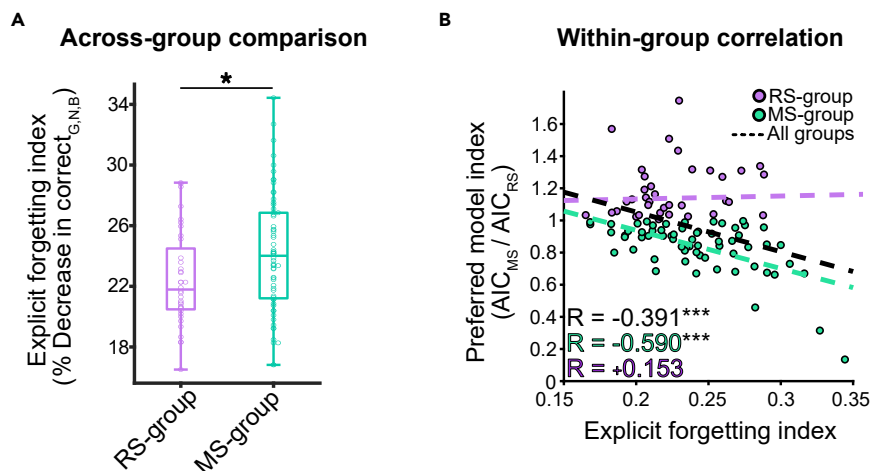 A
Across-group comparison
*
Explicit forgetting index
(% Decrease in correctG,N,B)
34
30
26
22
18
RS-group
MS-group
B
Within-group correlation
RS-group
MS-group
All groups
Preferred model index
(AICMS / AICRS)
1.6
1.4
1.2
1
0.8
0.6
0.4
0.2
0
R = -0.391***
R = -0.590***
R = +0.153
0.15
0.2
0.25
0.3
0.35
Explicit forgetting index